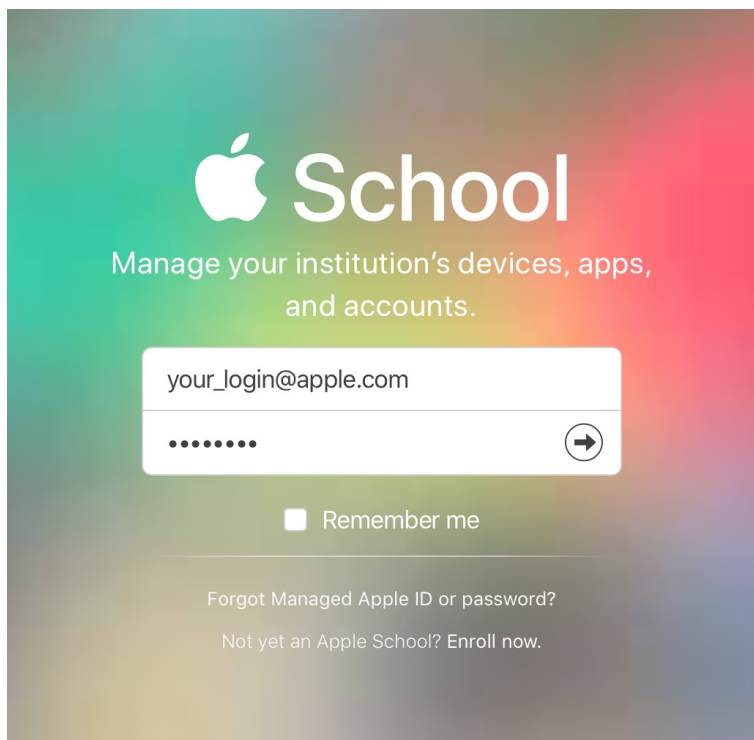 School
Manage your institution’s devices, apps,
and accounts.
your_login@apple.com
••••••••
Remember me
Forgot Managed Apple ID or password?
Not yet an Apple School? Enroll now.